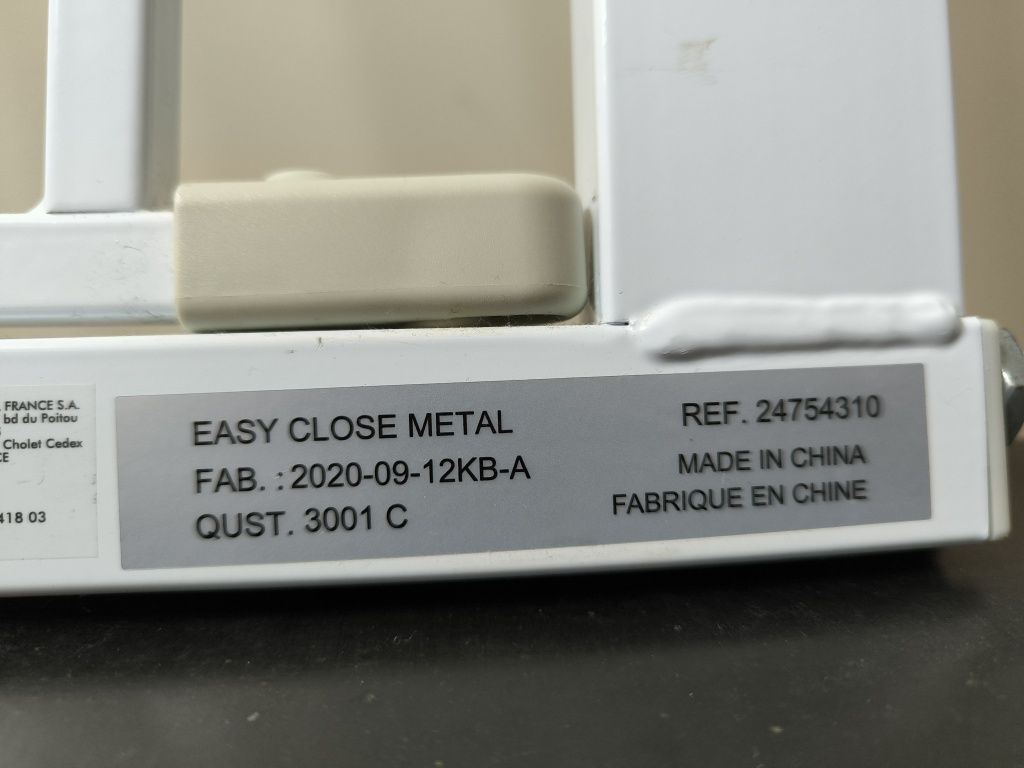 FRANCE S.A.
bd du Poitou
Cholet Cedex
418 03
EASY CLOSE METAL
FAB. : 2020-09-12KB-A
QUST. 3001 C
REF. 24754310
MADE IN CHINA
FABRIQUE EN CHINE